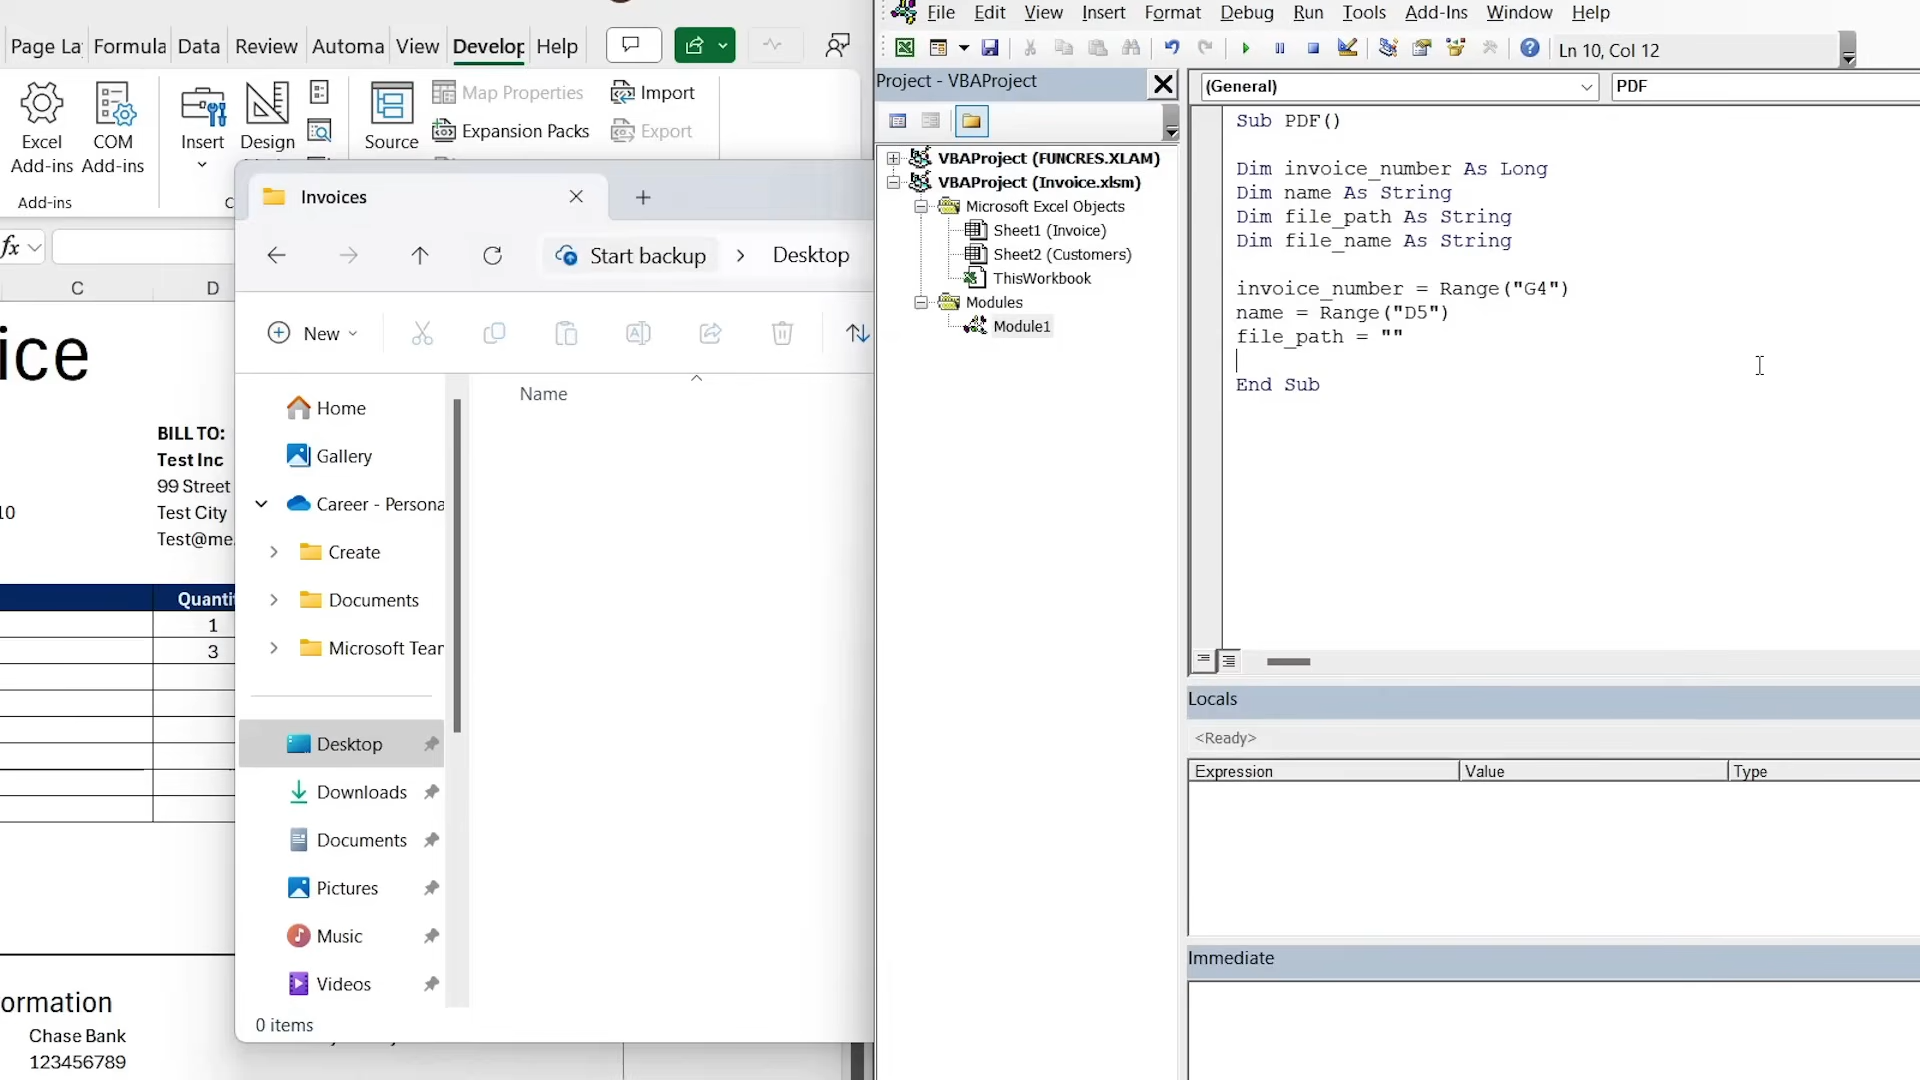 Page La Formula Data Review Automa View Develop Help
Excel Add-ins
COM Add-ins
Insert
Design
Source
Map Properties
Expansion Packs
Import
Export
Add-ins
fx
C D
ice
BILL TO:
Test Inc
99 Street
Test City
Test@me.
10
Quantit
1
3
ormation
Chase Bank
123456789
Invoices
Start backup > Desktop
New
Name
Home
Gallery
Career - Persona
Create
Documents
Microsoft Tean
Desktop
Downloads
Documents
Pictures
Music
Videos
0 items
File Edit View Insert Format Debug Run Tools Add-Ins Window Help
Ln 10, Col 12
Project - VBAProject
VBAProject (FUNCRES.XLAM)
VBAProject (Invoice.xlsm)
Microsoft Excel Objects
Sheet1 (Invoice)
Sheet2 (Customers)
ThisWorkbook
Modules
Module1
(General) PDF
Sub PDF()
Dim invoice_number As Long
Dim name As String
Dim file_path As String
Dim file_name As String
invoice_number = Range("G4")
name = Range("D5")
file_path = ""
End Sub
Locals
<Ready>
Expression Value Type
Immediate